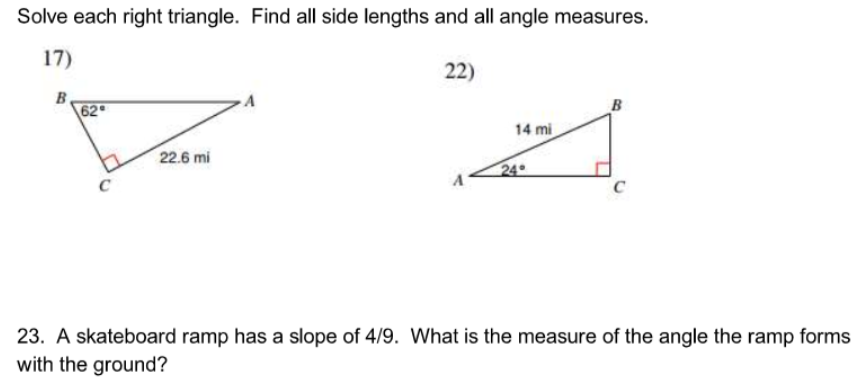 Solve each right triangle.  Find all side lengths and all angle measures.
17)
22)
B
62°
A
22.6 mi
C
B
14 mi
24°
A
C
23.  A skateboard ramp has a slope of 4/9.  What is the measure of the angle the ramp forms
with the ground?